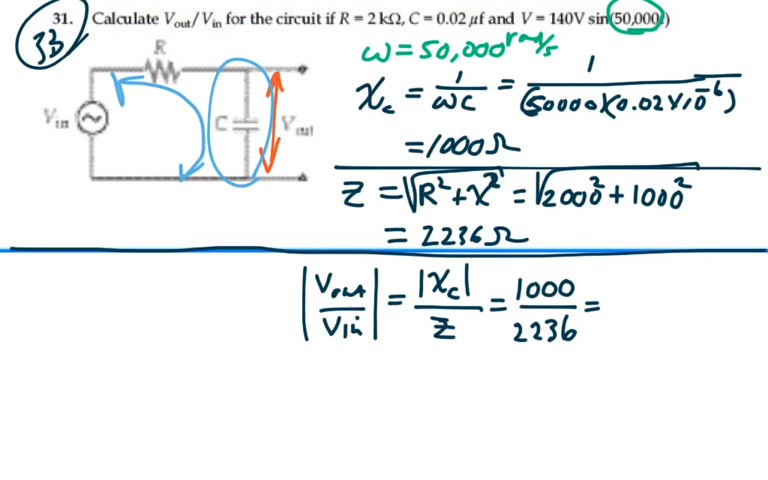 31. Calculate Vout/Vin for the circuit if R = 2 kΩ, C = 0.02 μf and V = 140V sin(50,000t)
33
ω = 50,000 rad/s
R
Xc = 1/ωC = 1/(50000)(0.02×10^-6)
Vin
C
Vout
= 1000Ω
Z = √R²+X² = √2000²+1000²
= 2236Ω
|Vout/Vin| = |Xc|/Z = 1000/2236 =